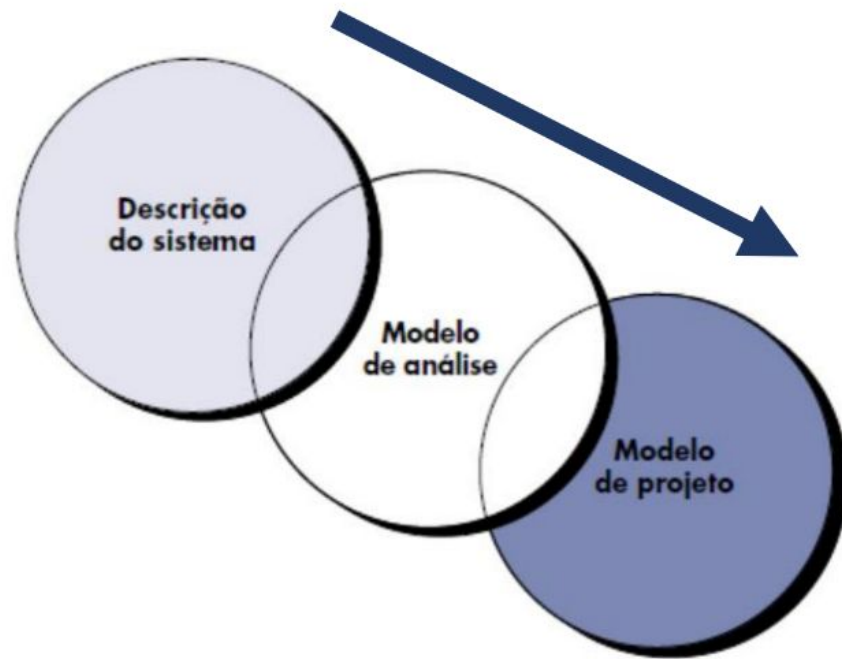 Descrição
do sistema
Modelo
de análise
Modelo
de projeto